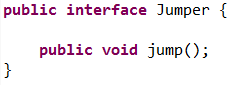 public interface Jumper {
    public void jump();
}